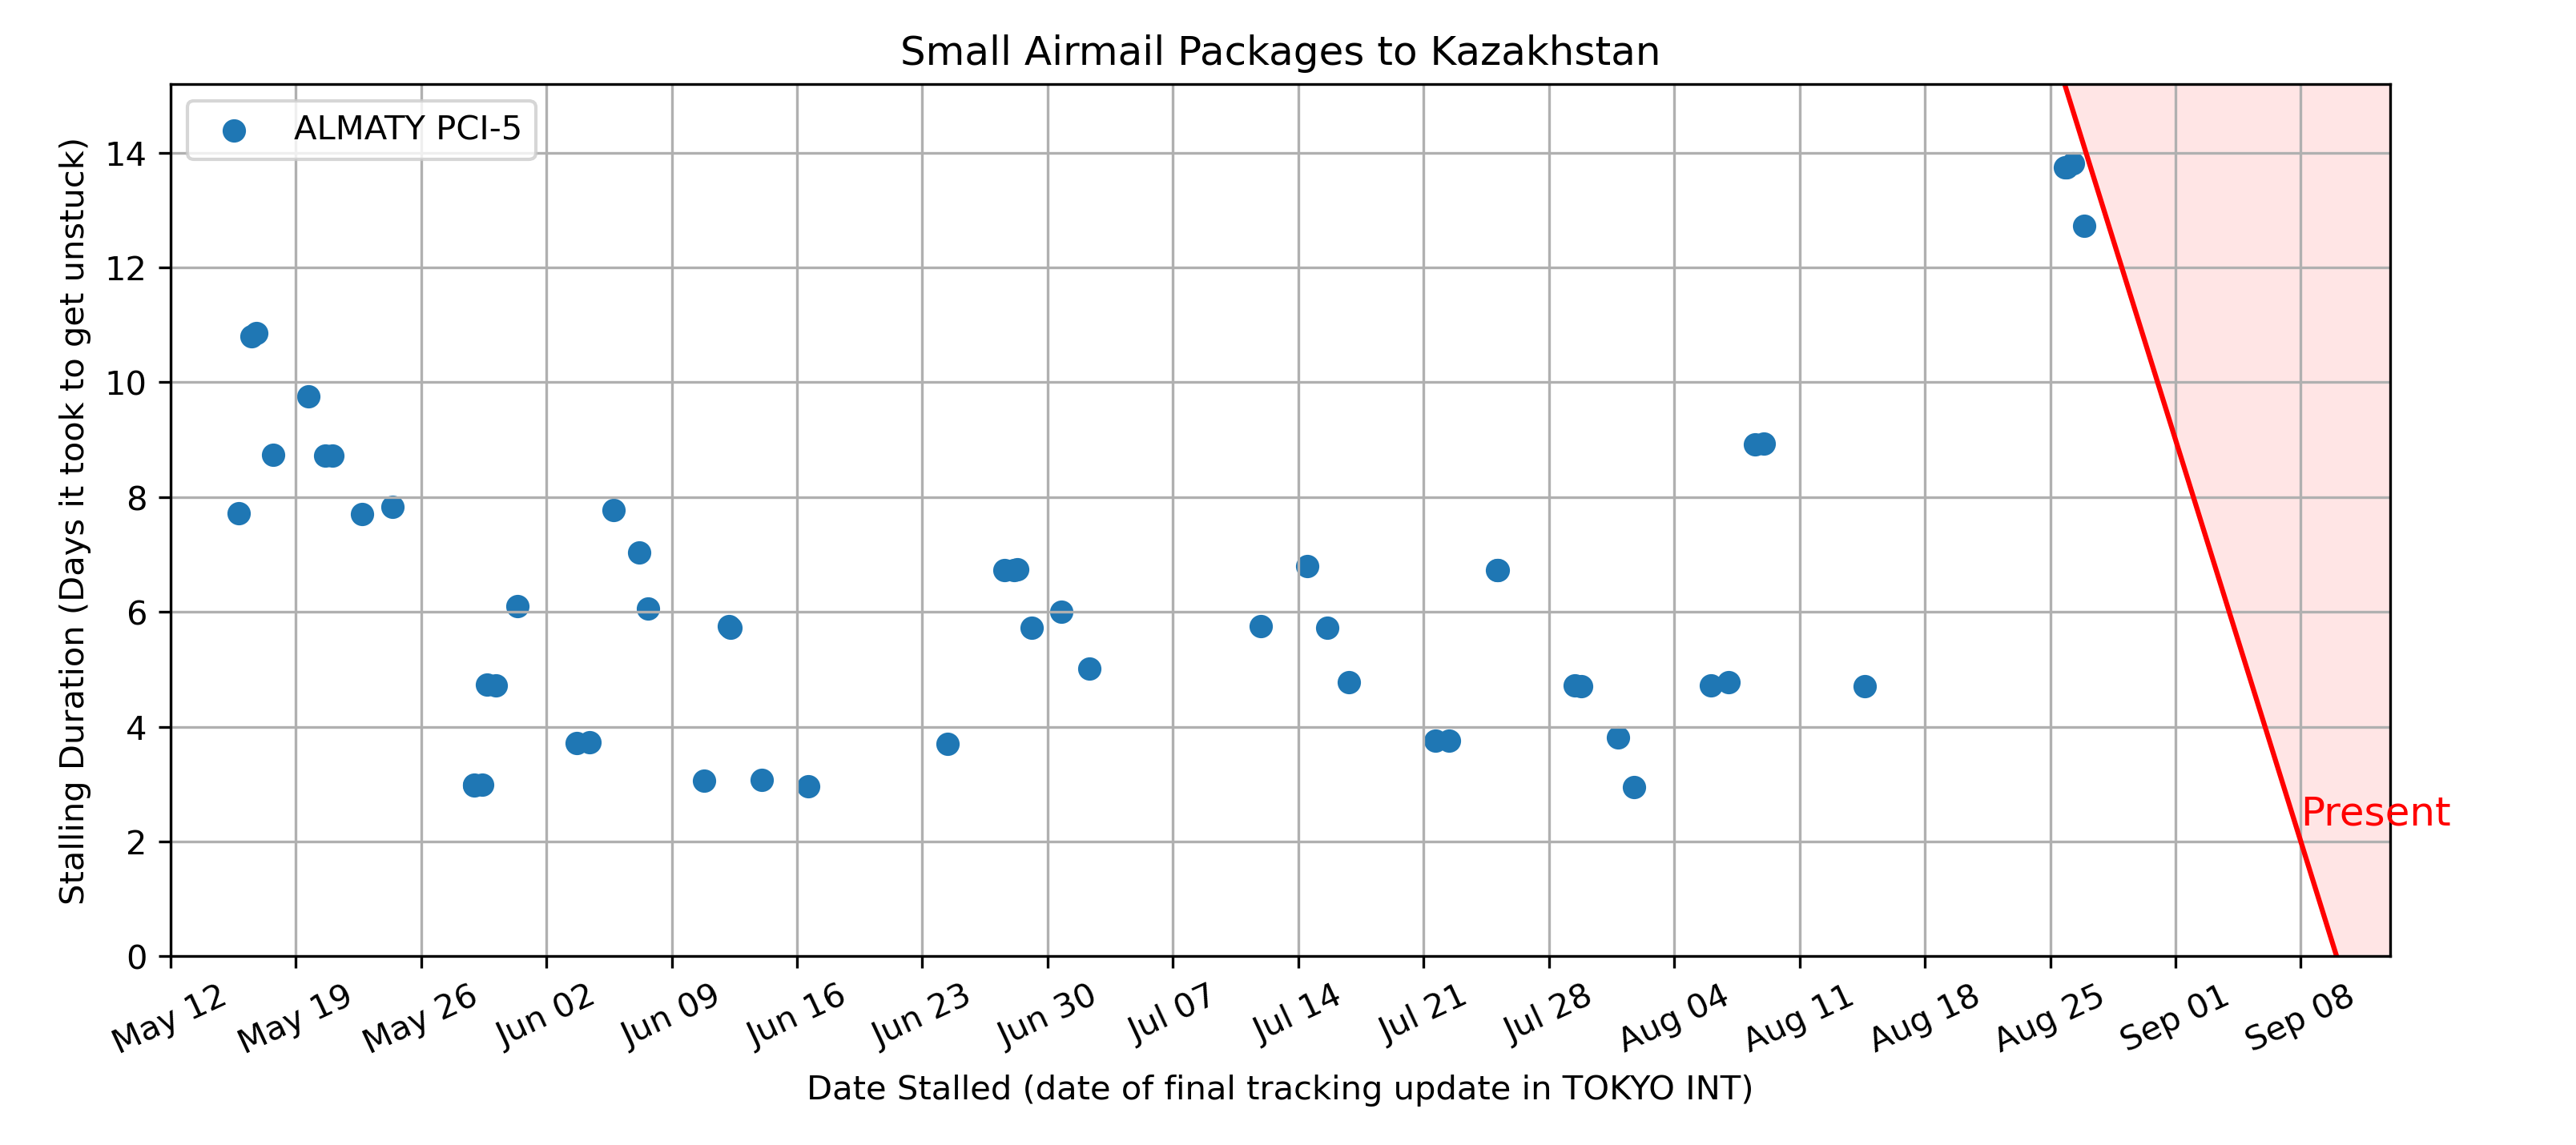 Small Airmail Packages to Kazakhstan
ALMATY PCI-5
Stalling Duration (Days it took to get unstuck)
14
12
10
8
6
4
2
0
Present
May 12
May 19
May 26
Jun 02
Jun 09
Jun 16
Jun 23
Jun 30
Jul 07
Jul 14
Jul 21
Jul 28
Aug 04
Aug 11
Aug 18
Aug 25
Sep 01
Sep 08
Date Stalled (date of final tracking update in TOKYO INT)